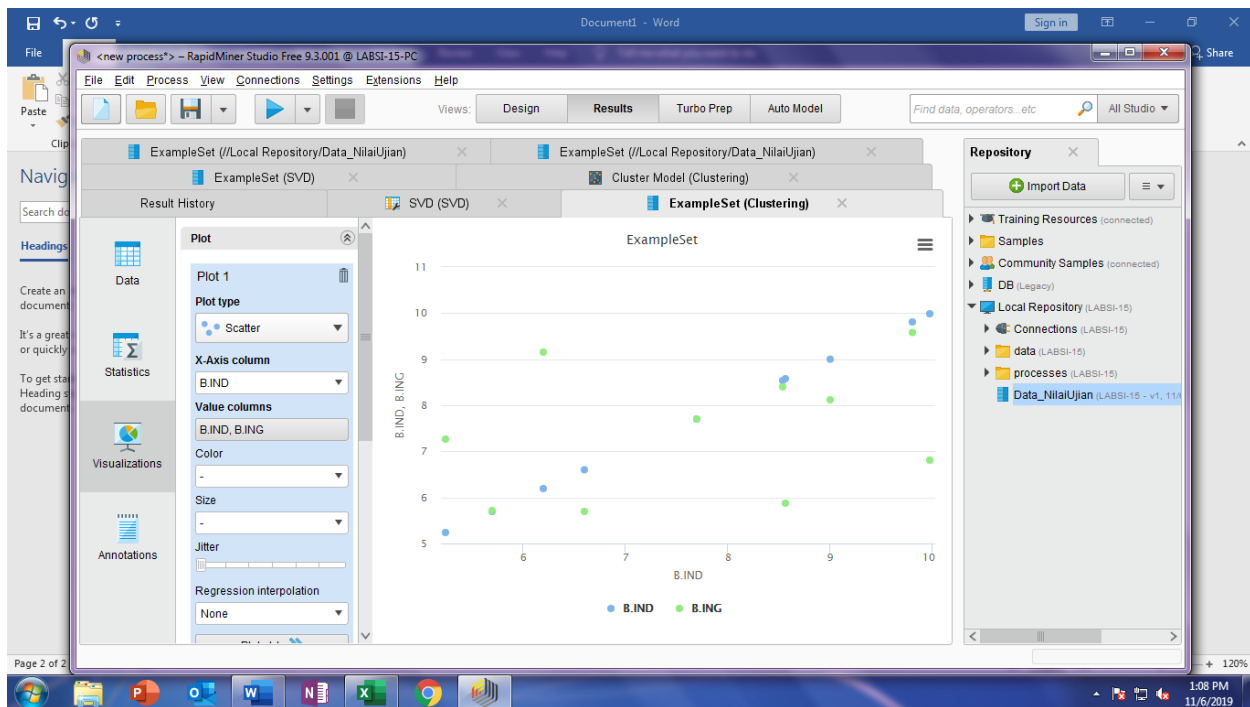 Document1 - Word
Sign in
File
Share
<new process*> – RapidMiner Studio Free 9.3.001 @ LABSI-15-PC
File Edit Process View Connections Settings Extensions Help
Views: Design Results Turbo Prep Auto Model
Find data, operators...etc
All Studio
Paste
Clip
ExampleSet (//Local Repository/Data_NilaiUjian)
ExampleSet (//Local Repository/Data_NilaiUjian)
ExampleSet (SVD)
Cluster Model (Clustering)
Result History
SVD (SVD)
ExampleSet (Clustering)
Navig
Search do
Headings
Create an
document
It's a great
or quickly
To get star
Heading s
document
Data
Statistics
Visualizations
Annotations
Plot
Plot 1
Plot type
Scatter
X-Axis column
B.IND
Value columns
B.IND, B.ING
Color
-
Size
-
Jitter
Regression interpolation
None
ExampleSet
B.IND, B.ING
11
10
9
8
7
6
5
6 7 8 9 10
B.IND
B.IND B.ING
Repository
Import Data
Training Resources (connected)
Samples
Community Samples (connected)
DB (Legacy)
Local Repository (LABSI-15)
Connections (LABSI-15)
data (LABSI-15)
processes (LABSI-15)
Data_NilaiUjian (LABSI-15 - v1, 11/6
Page 2 of 2
+ 120%
1:08 PM
11/6/2019